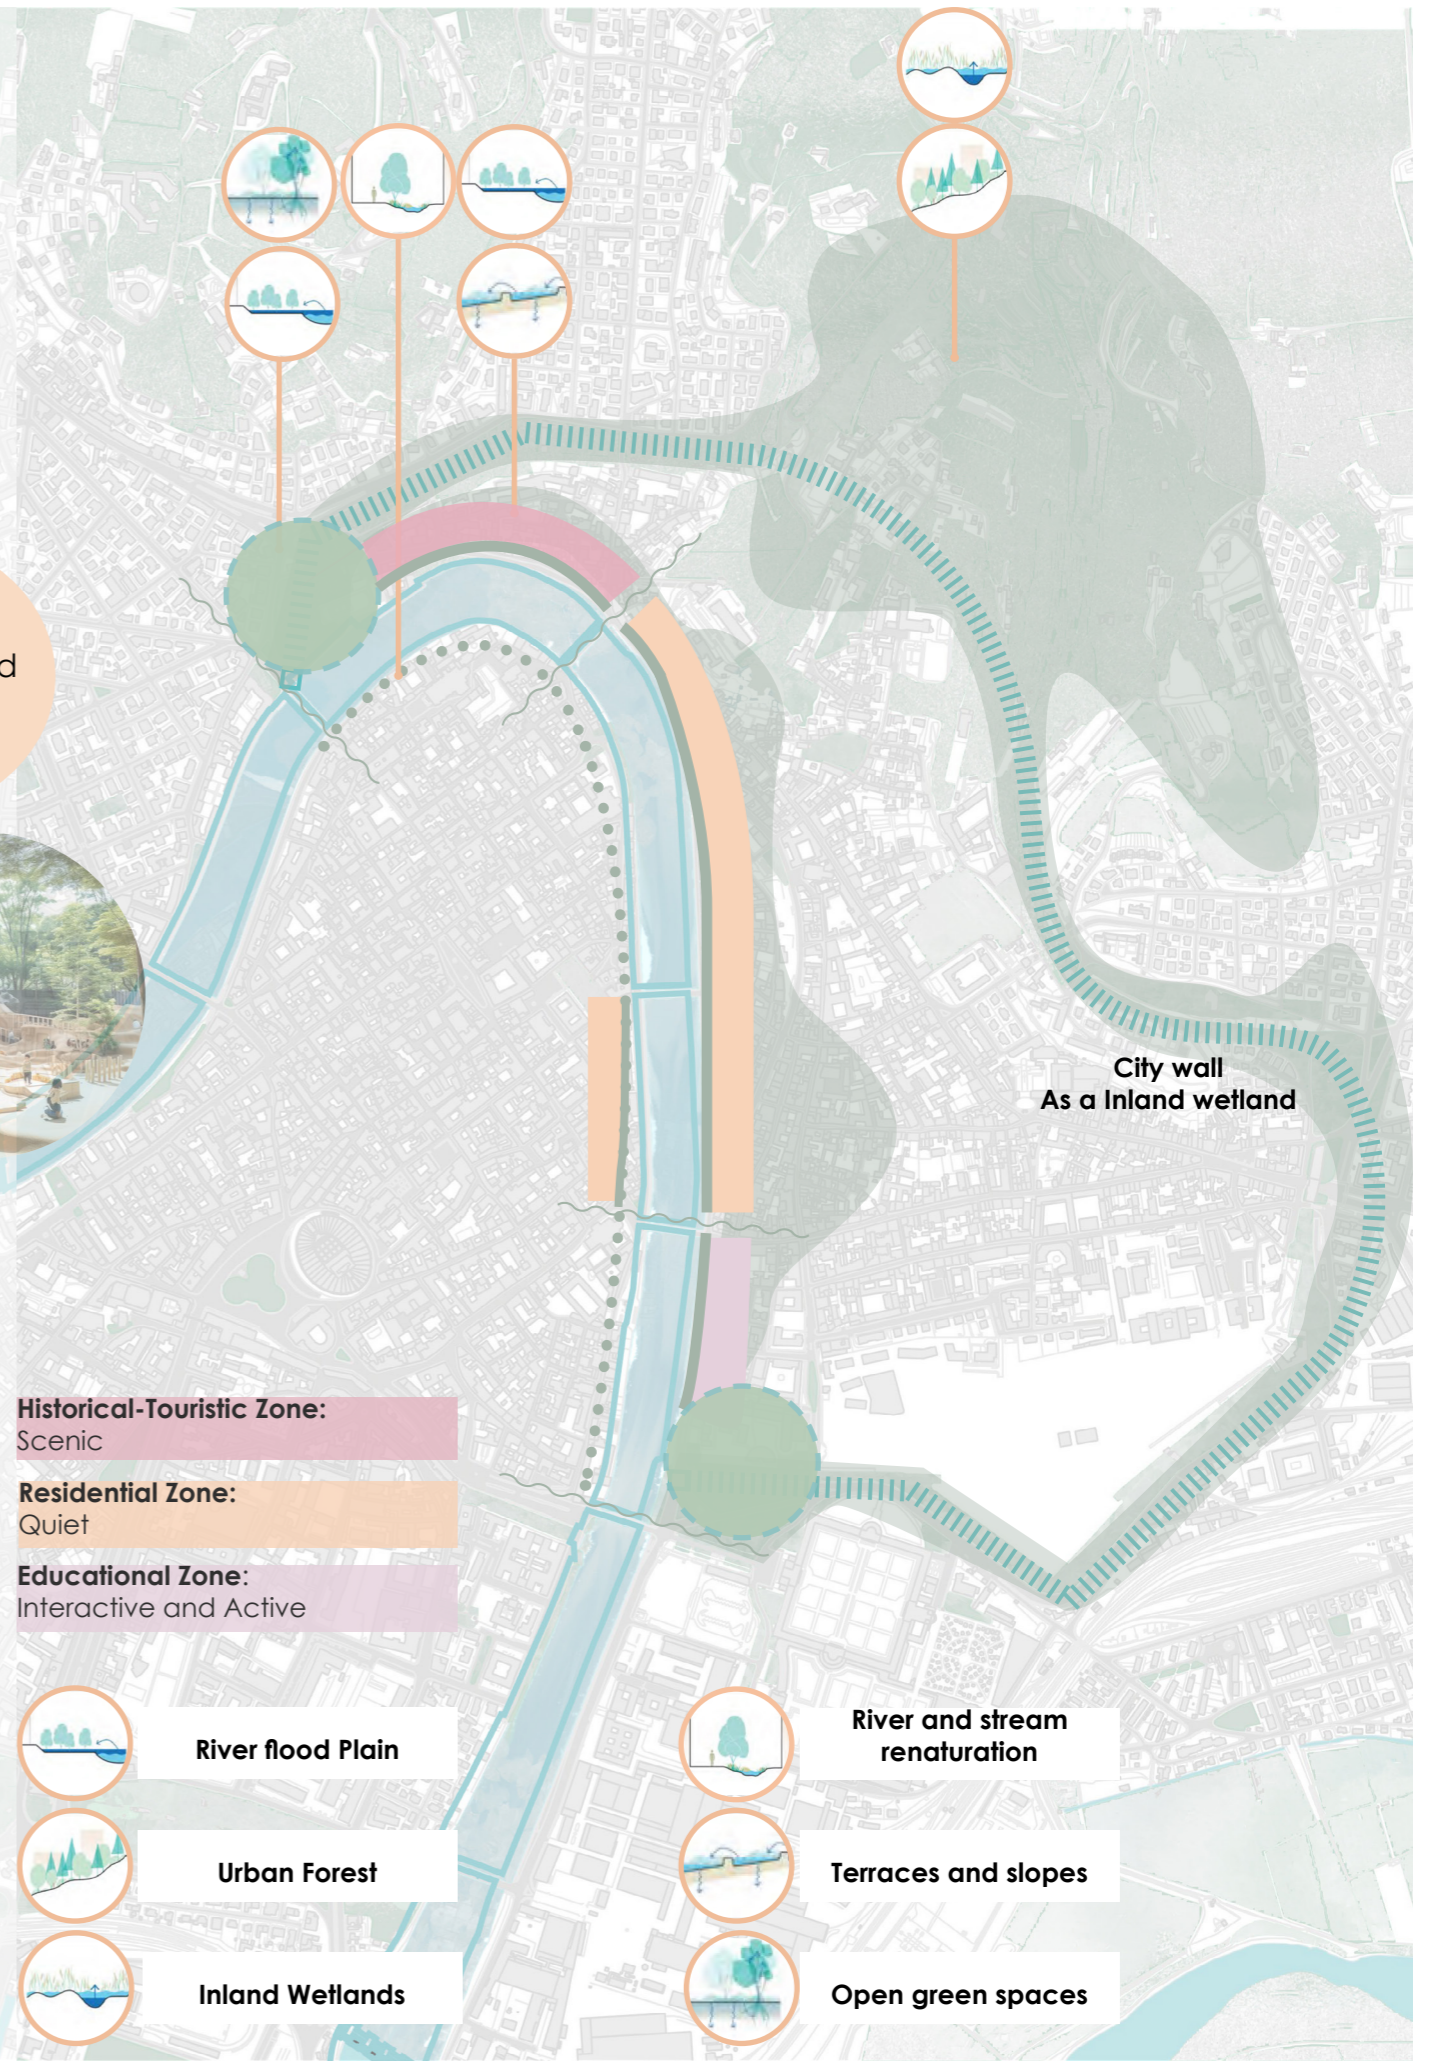 d
City wall
As a Inland wetland
Historical-Touristic Zone:
Scenic
Residential Zone:
Quiet
Educational Zone:
Interactive and Active
River flood Plain
River and stream
renaturation
Urban Forest
Terraces and slopes
Inland Wetlands
Open green spaces